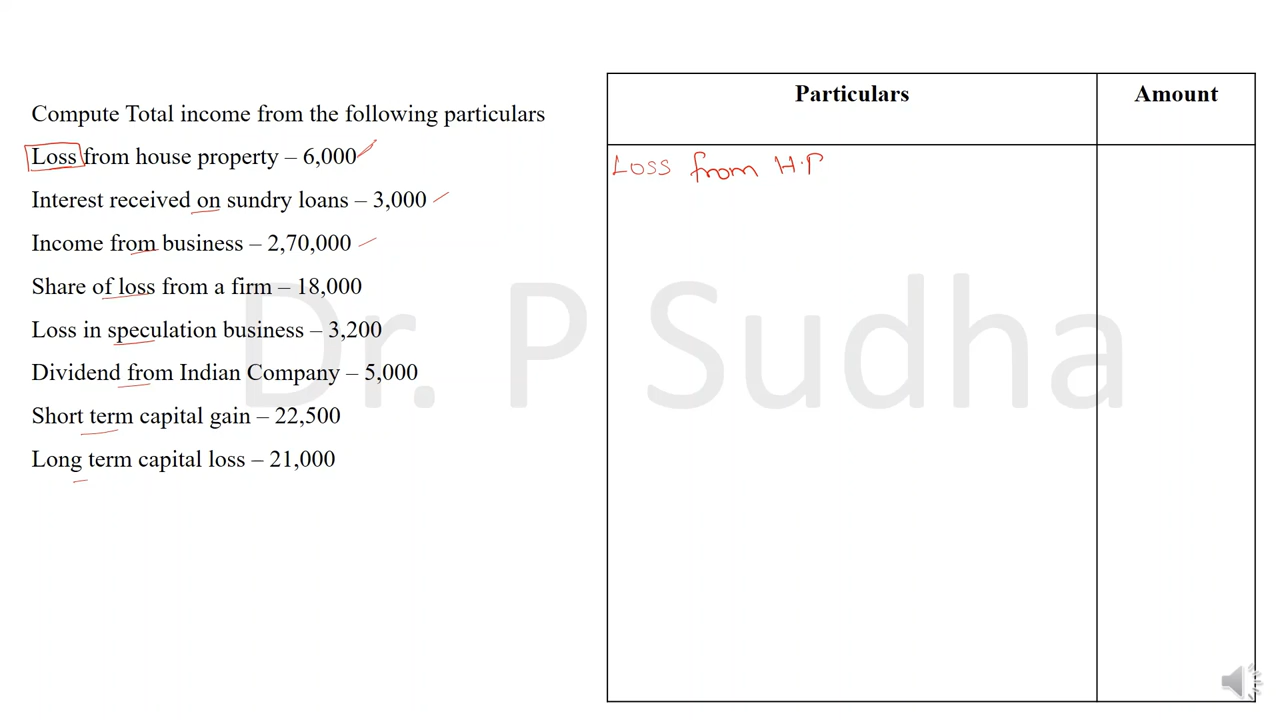 Compute Total income from the following particulars
Loss from house property – 6,000
Interest received on sundry loans – 3,000
Income from business – 2,70,000
Share of loss from a firm – 18,000
Loss in speculation business – 3,200
Dividend from Indian Company – 5,000
Short term capital gain – 22,500
Long term capital loss – 21,000
Particulars Amount
Loss from H.P
Dr. P Sudha